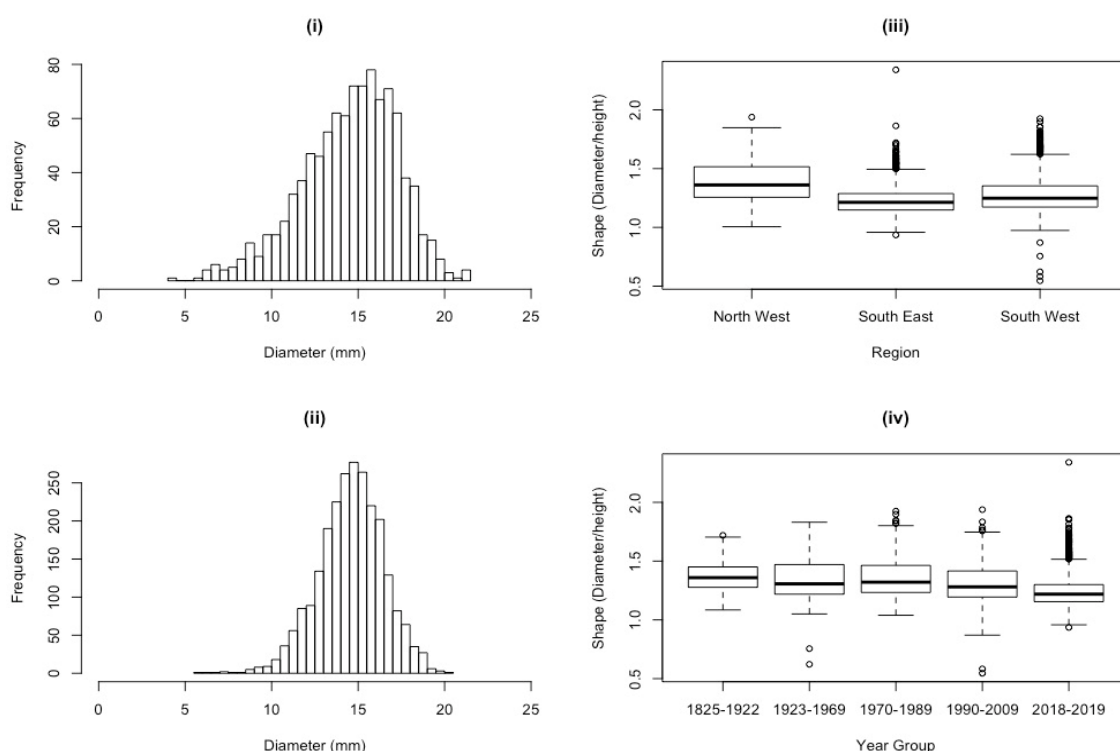 (i)
Frequency
80
60
40
20
0
0 5 10 15 20 25
Diameter (mm)
(iii)
Shape (Diameter/height)
2.0
1.5
1.0
0.5
North West South East South West
Region
(ii)
Frequency
250
200
150
100
50
0
0 5 10 15 20 25
Diameter (mm)
(iv)
Shape (Diameter/height)
2.0
1.5
1.0
0.5
1825-1922 1923-1969 1970-1989 1990-2009 2018-2019
Year Group